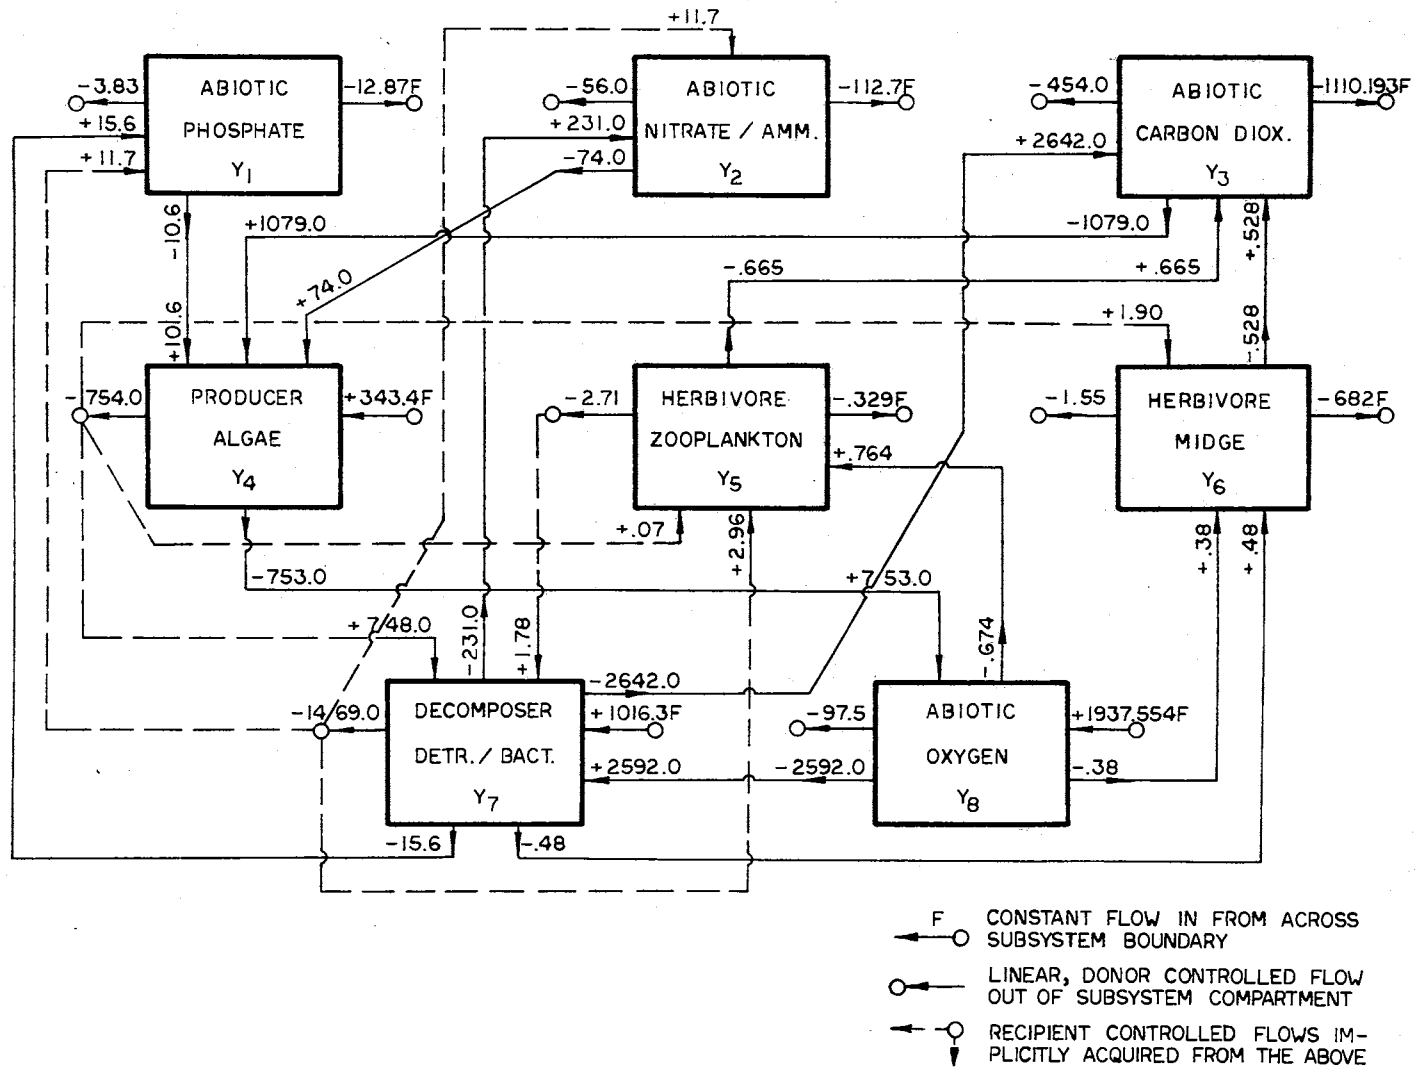 +11.7
ABIOTIC
PHOSPHATE
Y1
-3.83
-12.87F
+15.6
+11.7
-10.6
+101.6
ABIOTIC
NITRATE / AMM.
Y2
-56.0
-112.7F
+231.0
-74.0
+74.0
ABIOTIC
CARBON DIOX.
Y3
-454.0
-1110.193F
+2642.0
-1079.0
+1079.0
+.528
-.528
-.665
+.665
+1.90
PRODUCER
ALGAE
Y4
-754.0
+343.4F
-753.0
+753.0
HERBIVORE
ZOOPLANKTON
Y5
-2.71
-.329F
+.764
+.07
+2.96
HERBIVORE
MIDGE
Y6
-1.55
-682F
+.38
+.48
+748.0
-231.0
+1.78
-.674
DECOMPOSER
DETR. / BACT.
Y7
-1469.0
-2642.0
+1016.3F
+2592.0
-15.6
-.48
ABIOTIC
OXYGEN
Y8
-97.5
+1937.554F
-2592.0
-.38
F CONSTANT FLOW IN FROM ACROSS
SUBSYSTEM BOUNDARY
LINEAR, DONOR CONTROLLED FLOW
OUT OF SUBSYSTEM COMPARTMENT
RECIPIENT CONTROLLED FLOWS IM-
PLICITLY ACQUIRED FROM THE ABOVE